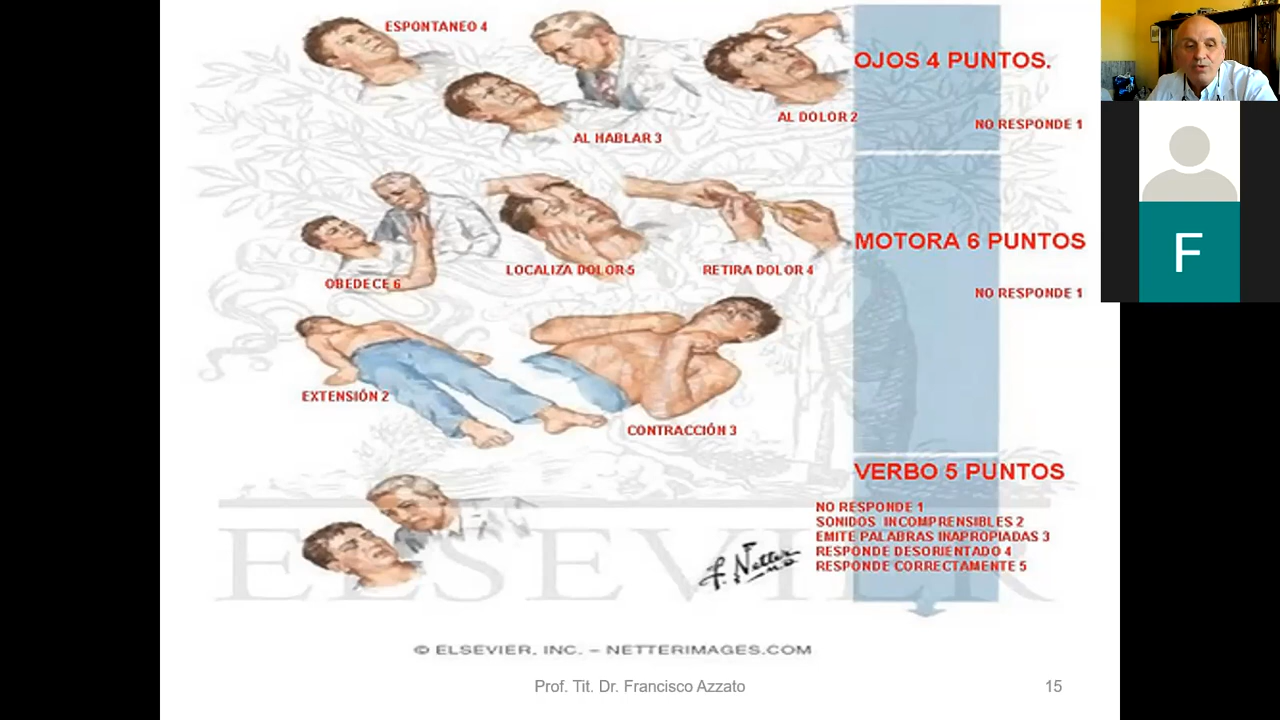 ESPONTANEO 4
OJOS 4 PUNTOS.
AL DOLOR 2
NO RESPONDE 1
AL HABLAR 3
MOTORA 6 PUNTOS
F
LOCALIZA DOLOR 5
RETIRA DOLOR 4
OBEDECE 6
NO RESPONDE 1
EXTENSIÓN 2
CONTRACCIÓN 3
VERBO 5 PUNTOS
NO RESPONDE 1
SONIDOS INCOMPRENSIBLES 2
EMITE PALABRAS INAPROPIADAS 3
RESPONDE DESORIENTADO 4
RESPONDE CORRECTAMENTE 5
ELSEVIER
F. Netter
© ELSEVIER, INC. – NETTERIMAGES.COM
Prof. Tit. Dr. Francisco Azzato
15